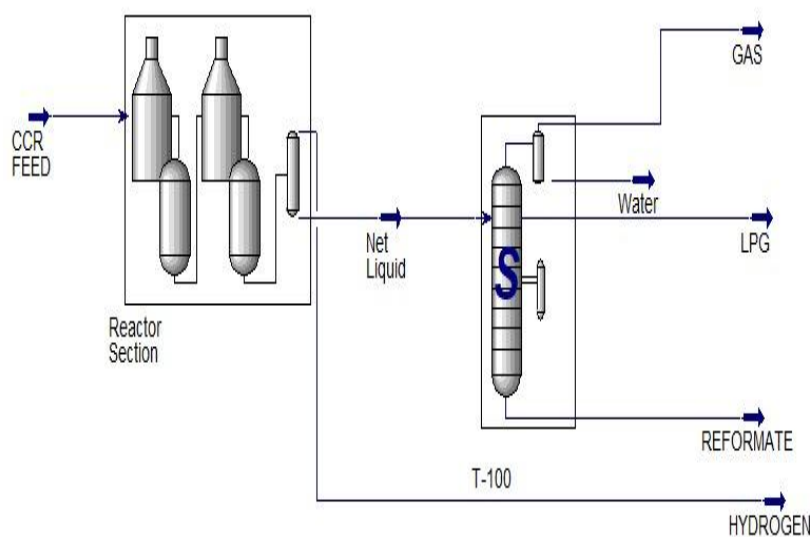 GAS
CCR
FEED
Water
Net
Liquid
LPG
S
Reactor
Section
REFORMATE
T-100
HYDROGEN